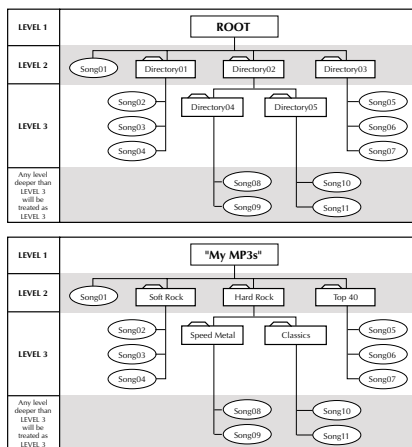 LEVEL 1
ROOT
LEVEL 2
Song01
Directory01
Directory02
Directory03
LEVEL 3
Song02
Song03
Song04
Directory04
Directory05
Song05
Song06
Song07
Any level
deeper than
LEVEL 3
will be
treated as
LEVEL 3
Song08
Song09
Song10
Song11
LEVEL 1
"My MP3s"
LEVEL 2
Song01
Soft Rock
Hard Rock
Top 40
LEVEL 3
Song02
Song03
Song04
Speed Metal
Classics
Song05
Song06
Song07
Any level
deeper than
LEVEL 3
will be
treated as
LEVEL 3
Song08
Song09
Song10
Song11